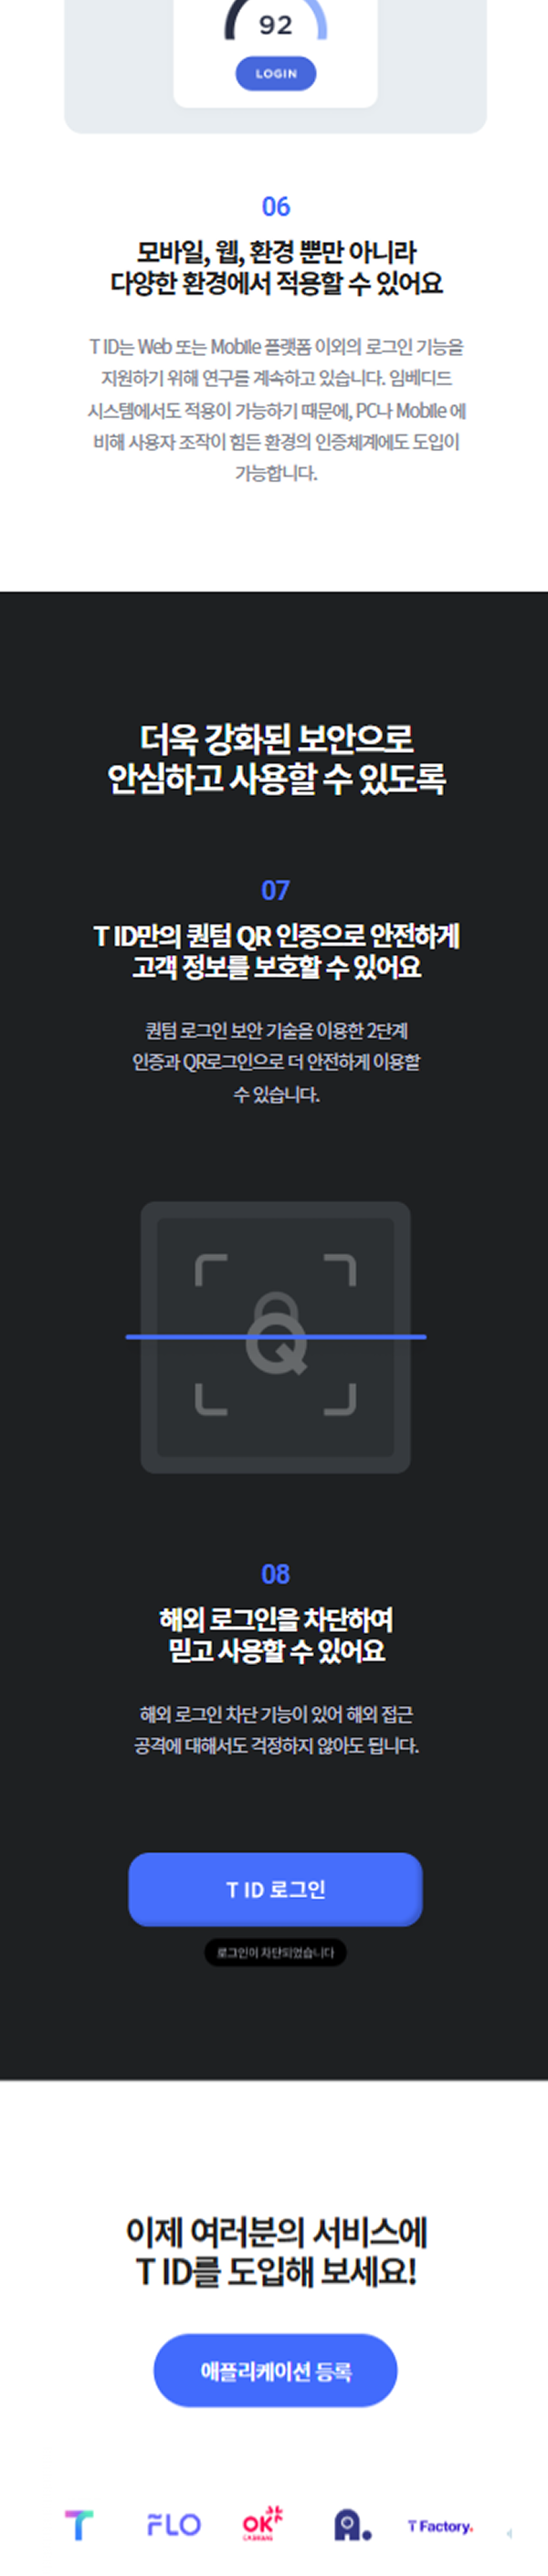 92
LOGIN
06
모바일, 웹, 환경 뿐만 아니라
다양한 환경에서 적용할 수 있어요
T ID는 Web 또는 Mobile 플랫폼 이외의 로그인 기능을
지원하기 위해 연구를 계속하고 있습니다. 임베디드
시스템에서도 적용이 가능하기 때문에, PC나 Mobile 에
비해 사용자 조작이 힘든 환경의 인증체계에도 도입이
가능합니다.
더욱 강화된 보안으로
안심하고 사용할 수 있도록
07
T ID만의 퀀텀 QR 인증으로 안전하게
고객 정보를 보호할 수 있어요
퀀텀 로그인 보안 기술을 이용한 2단계
인증과 QR로그인으로 더 안전하게 이용할
수 있습니다.
Q
08
해외 로그인을 차단하여
믿고 사용할 수 있어요
해외 로그인 차단 기능이 있어 해외 접근
공격에 대해서도 걱정하지 않아도 됩니다.
T ID 로그인
로그인이 차단되었습니다
이제 여러분의 서비스에
T ID를 도입해 보세요!
애플리케이션 등록
T FLO OK CASHBAG A. T Factory.